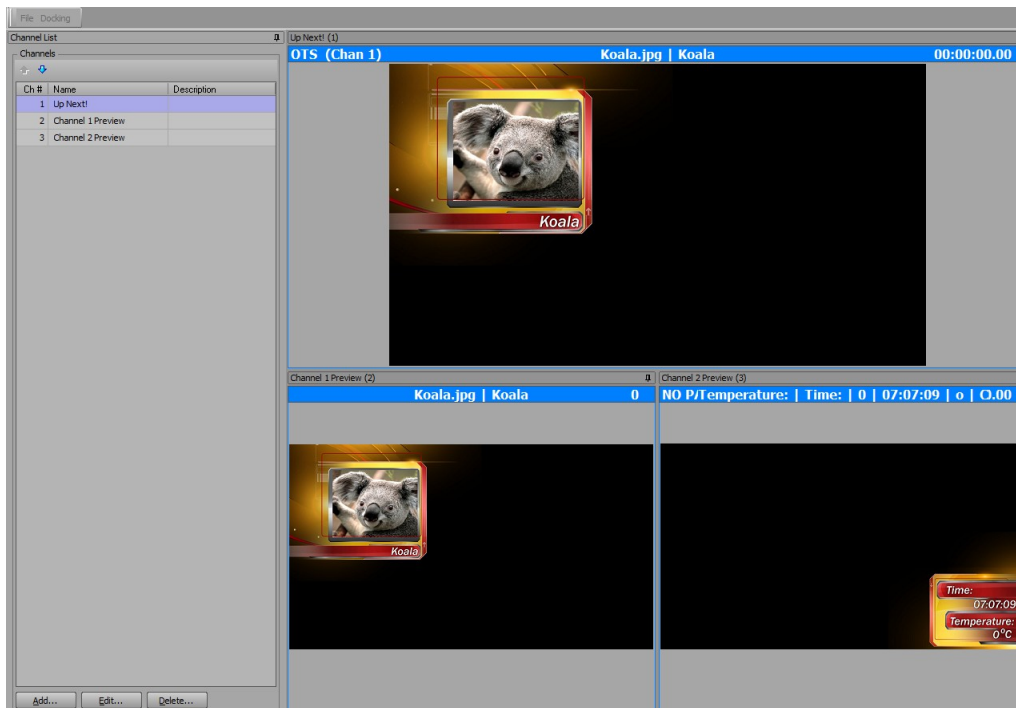 File Docking
Channel List
Channels
Ch # Name Description
1 Up Next!
2 Channel 1 Preview
3 Channel 2 Preview
Add... Edit... Delete...
Up Next! (1)
OTS (Chan 1) Koala.jpg | Koala 00:00:00.00
Koala
Channel 1 Preview (2)
Koala.jpg | Koala 0
Koala
Channel 2 Preview (3)
NO P/Temperature: | Time: | 0 | 07:07:09 | o | .00
Time:
07:07:09
Temperature:
0°C